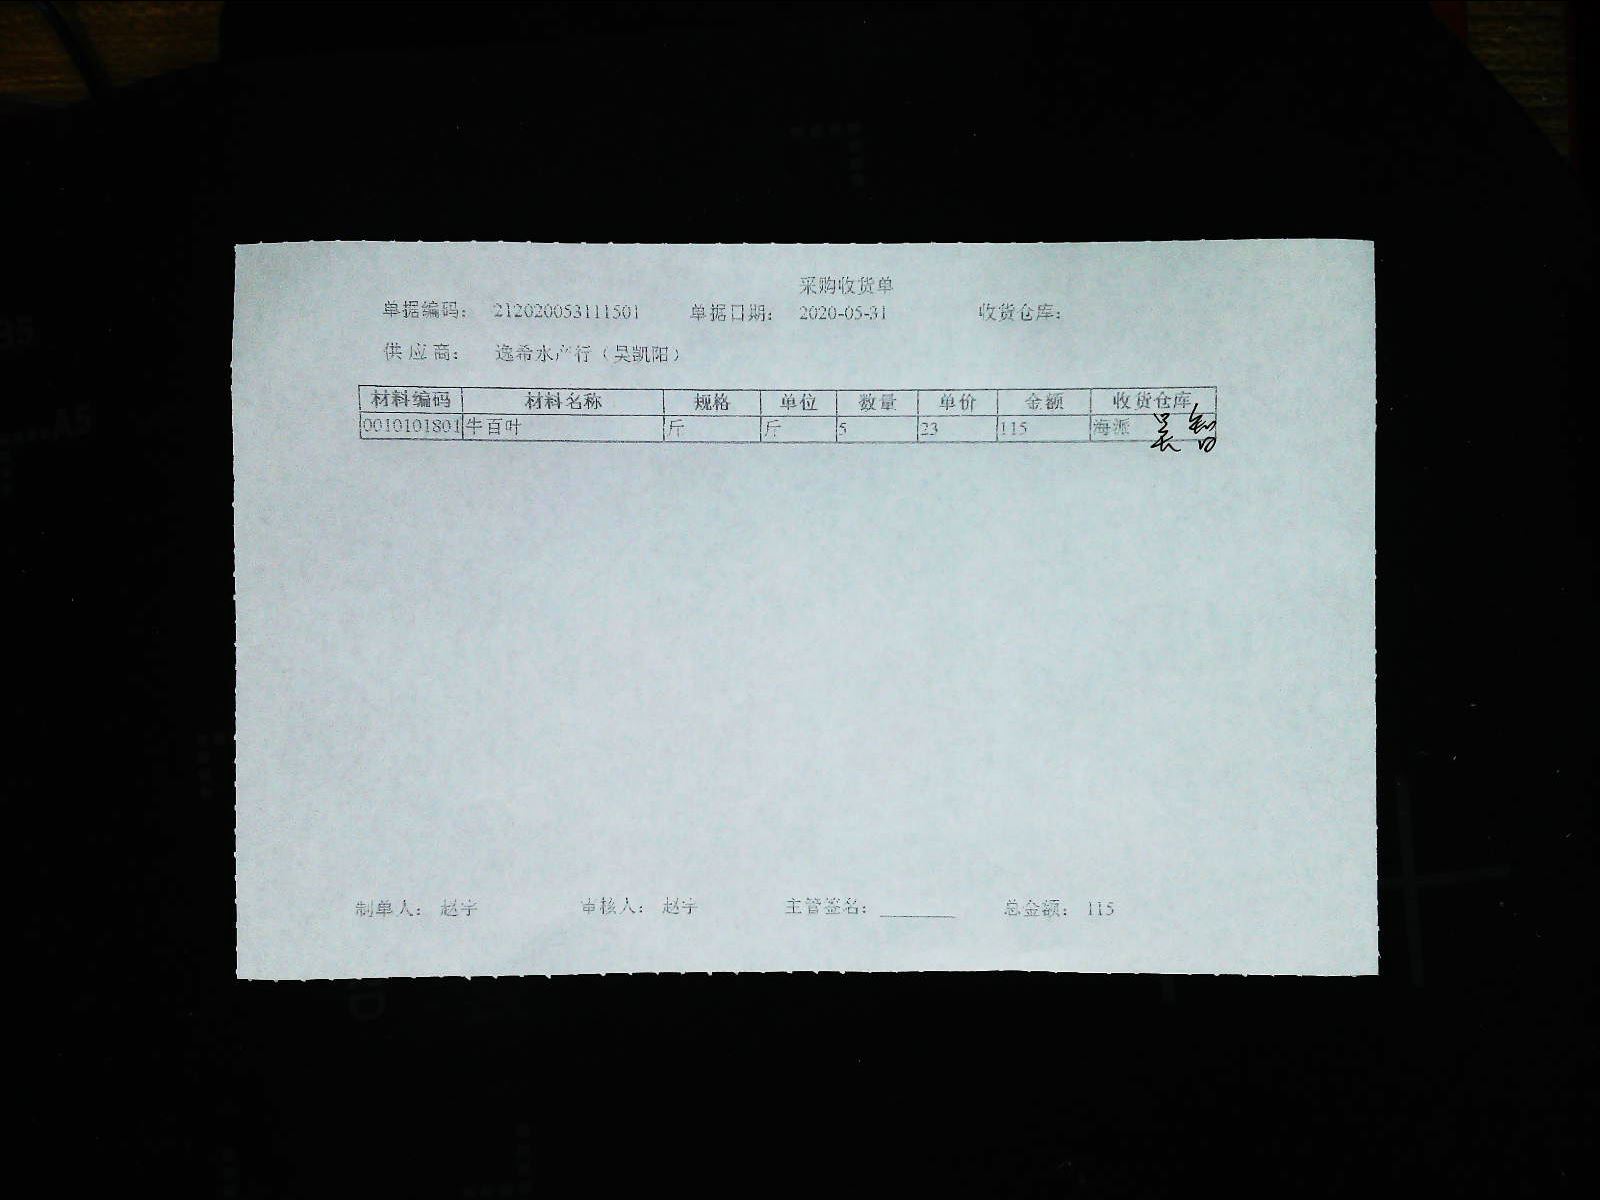 采购收货单
单据编码: 212020053111501 单据日期: 2020-05-31 收货仓库:
供应商: 逸希水产行（吴凯阳）
材料编码 材料名称 规格 单位 数量 单价 金额 收货仓库
0010101801 牛百叶 斤 斤 5 23 115 海派 吴智
制单人: 赵宇 审核人: 赵宇 主管签名: ________ 总金额: 115